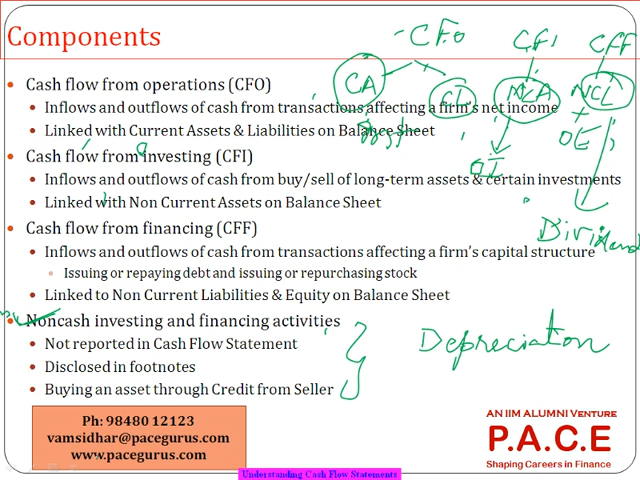 Components
- CFO CFI CFF
CA CL NCA NCL
+
OE
Dividend
• Cash flow from operations (CFO)
• Inflows and outflows of cash from transactions affecting a firm's net income
• Linked with Current Assets & Liabilities on Balance Sheet
• Cash flow from investing (CFI)
• Inflows and outflows of cash from buy/sell of long-term assets & certain investments
• Linked with Non Current Assets on Balance Sheet
• Cash flow from financing (CFF)
• Inflows and outflows of cash from transactions affecting a firm's capital structure
• Issuing or repaying debt and issuing or repurchasing stock
• Linked to Non Current Liabilities & Equity on Balance Sheet
• Noncash investing and financing activities
• Not reported in Cash Flow Statement
• Disclosed in footnotes
• Buying an asset through Credit from Seller
Depreciation
Ph: 98480 12123
vamsidhar@pacegurus.com
www.pacegurus.com
AN IIM ALUMNI VENTURE
P.A.C.E
Shaping Careers in Finance
Understanding Cash Flow Statements